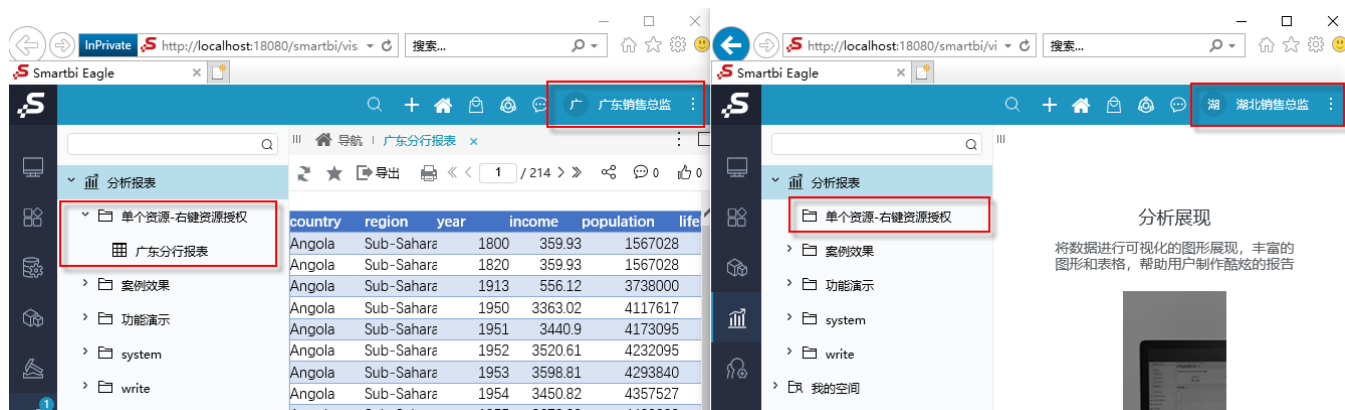 InPrivate http://localhost:18080/smartbi/vis 搜索...
Smartbi Eagle
S 广 广东销售总监
导航 广东分行报表
分析报表
导出 1 / 214 0 0
单个资源-右键资源授权
广东分行报表
案例效果
功能演示
system
write
1
country region year income population life
Angola Sub-Sahara 1800 359.93 1567028
Angola Sub-Sahara 1820 359.93 1567028
Angola Sub-Sahara 1913 556.12 3738000
Angola Sub-Sahara 1950 3363.02 4117617
Angola Sub-Sahara 1951 3440.9 4173095
Angola Sub-Sahara 1952 3520.61 4232095
Angola Sub-Sahara 1953 3598.81 4293840
Angola Sub-Sahara 1954 3450.82 4357527
http://localhost:18080/smartbi/vi 搜索...
Smartbi Eagle
S 湖 湖北销售总监
分析报表
单个资源-右键资源授权
案例效果
功能演示
system
write
我的空间
分析展现
将数据进行可视化的图形展现，丰富的
图形和表格，帮助用户制作酷炫的报告